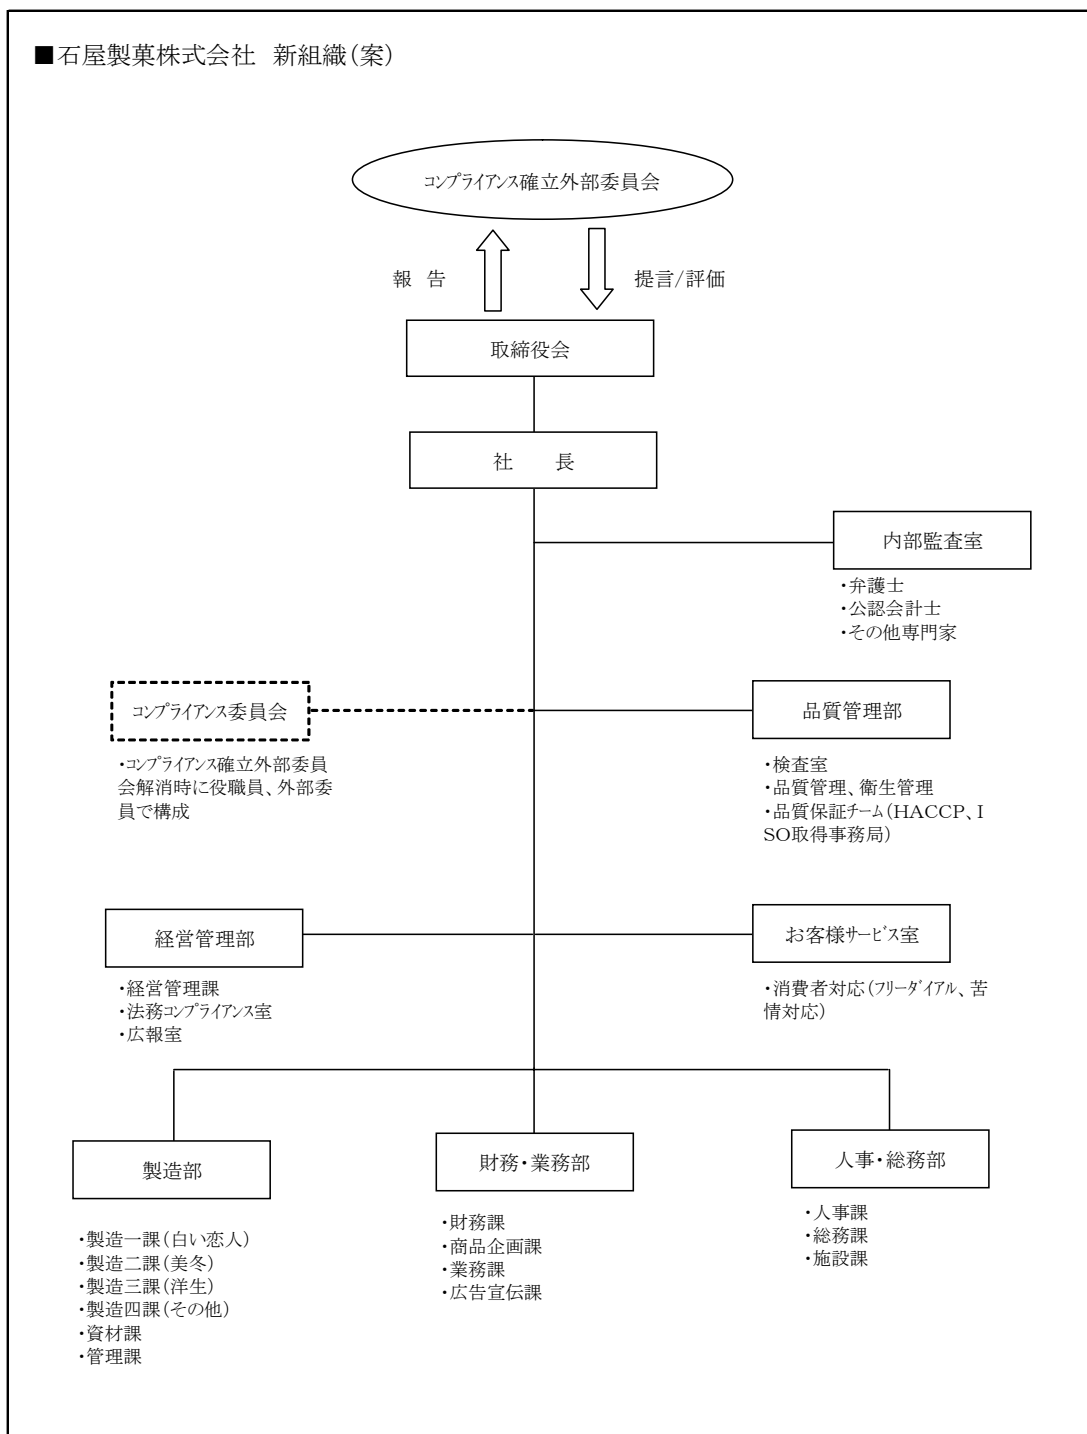 ■石屋製菓株式会社　新組織(案)
コンプライアンス確立外部委員会
報　告
提言/評価
取締役会
社　　長
内部監査室
・弁護士
・公認会計士
・その他専門家
コンプライアンス委員会
・コンプライアンス確立外部委員
会解消時に役職員、外部委
員で構成
品質管理部
・検査室
・品質管理、衛生管理
・品質保証チーム(HACCP、I
SO取得事務局)
経営管理部
・経営管理課
・法務コンプライアンス室
・広報室
お客様サービス室
・消費者対応(フリーダイアル、苦
情対応)
製造部
・製造一課(白い恋人)
・製造二課(美冬)
・製造三課(洋生)
・製造四課(その他)
・資材課
・管理課
財務・業務部
・財務課
・商品企画課
・業務課
・広告宣伝課
人事・総務部
・人事課
・総務課
・施設課